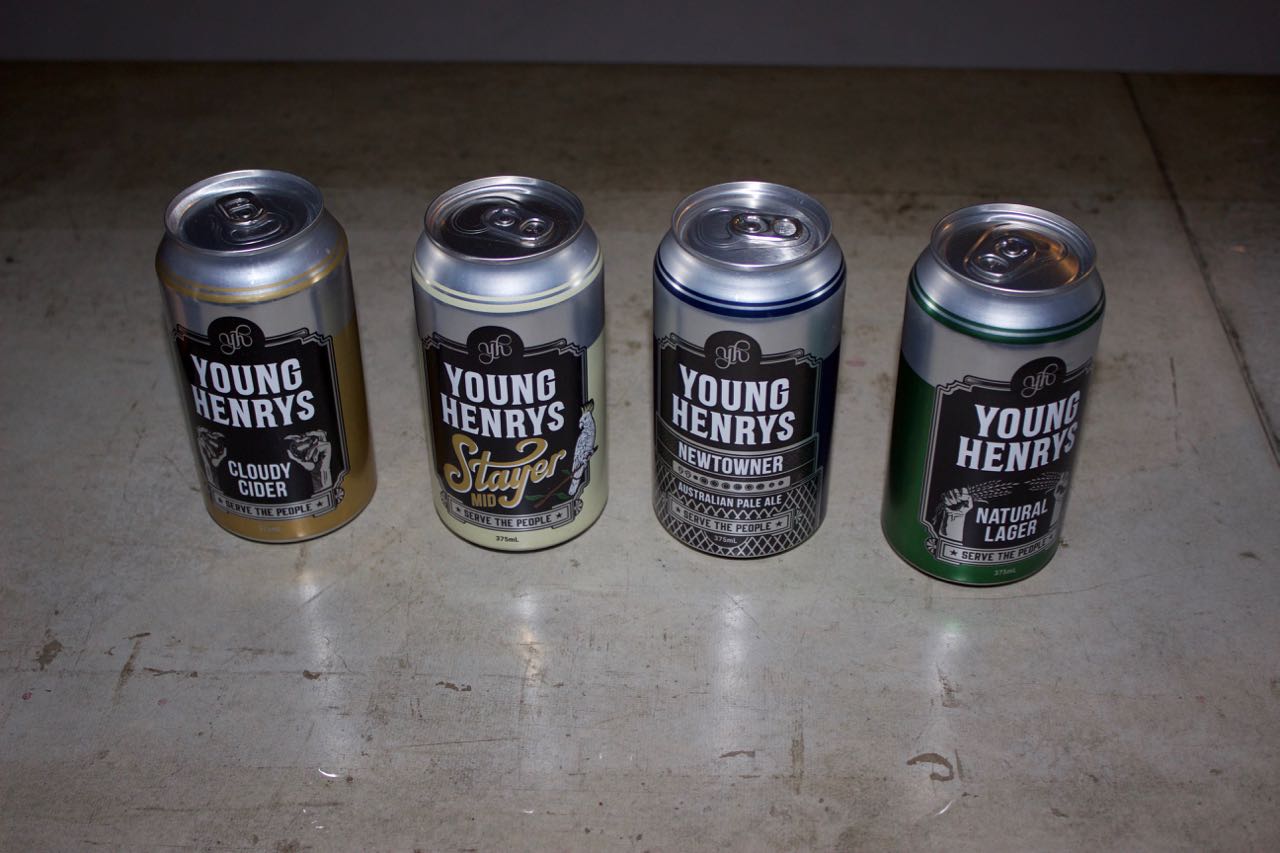 yh
YOUNG
HENRYS
CLOUDY
CIDER
SERVE THE PEOPLE
yh
YOUNG
HENRYS
Stayer
MID
SERVE THE PEOPLE
375mL
yh
YOUNG
HENRYS
NEWTOWNER
AUSTRALIAN PALE ALE
SERVE THE PEOPLE
375mL
yh
YOUNG
HENRYS
NATURAL
LAGER
SERVE THE PEOPLE
375mL